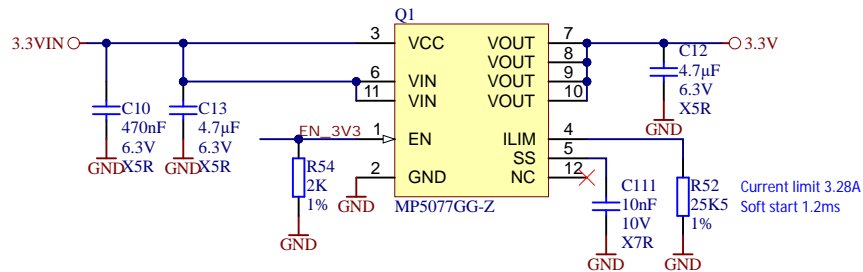 Q1
3.3VIN
3
VCC
VOUT
7
3.3V
VOUT
8
C12
6
VIN
VOUT
9
4.7µF
11
VIN
VOUT
10
6.3V
X5R
C10
C13
470nF
4.7µF
6.3V
6.3V
X5R
X5R
GND
GND
GND
EN_3V3
1
EN
ILIM
4
SS
5
R54
2K
1%
2
GND
NC
12
C111
R52
Current limit 3.28A
10nF
25K5
Soft start 1.2ms
10V
1%
X7R
GND
MP5077GG-Z
GND
GND
GND